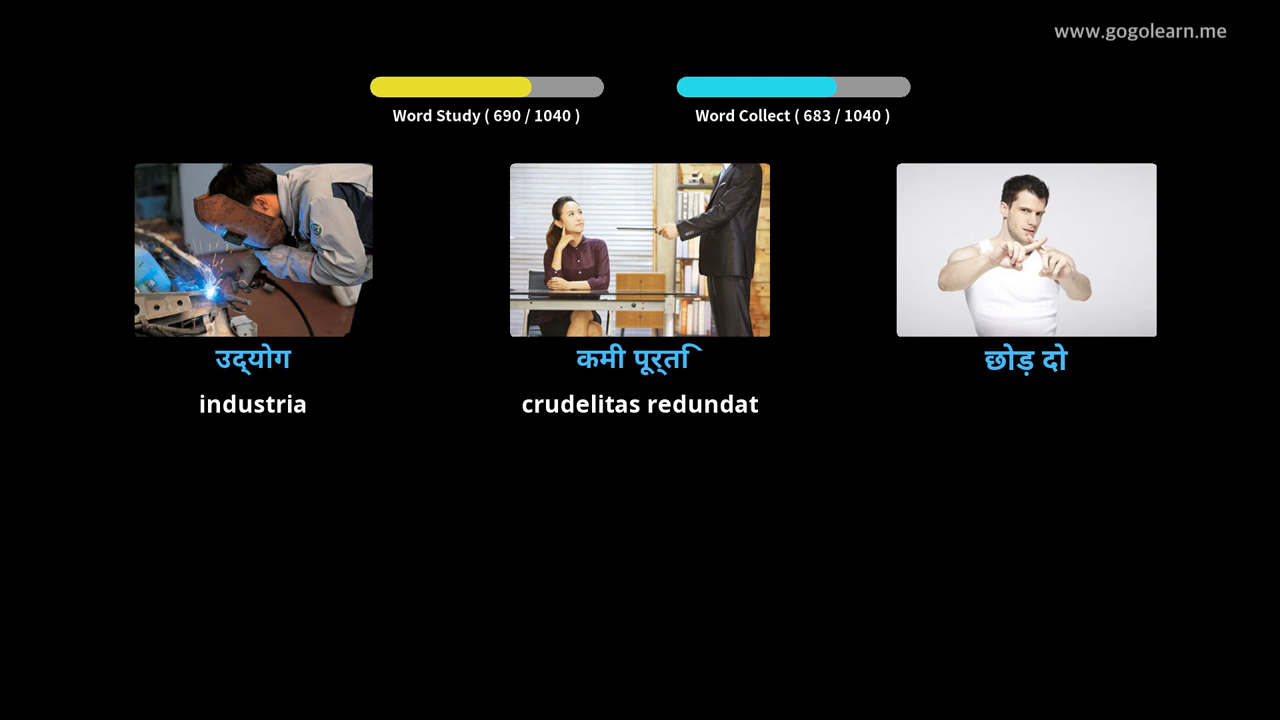 www.gogolearn.me
Word Study ( 690 / 1040 )
Word Collect ( 683 / 1040 )
उद्योग
कमी पूर्ति
छोड़ दो
industria
crudelitas redundat